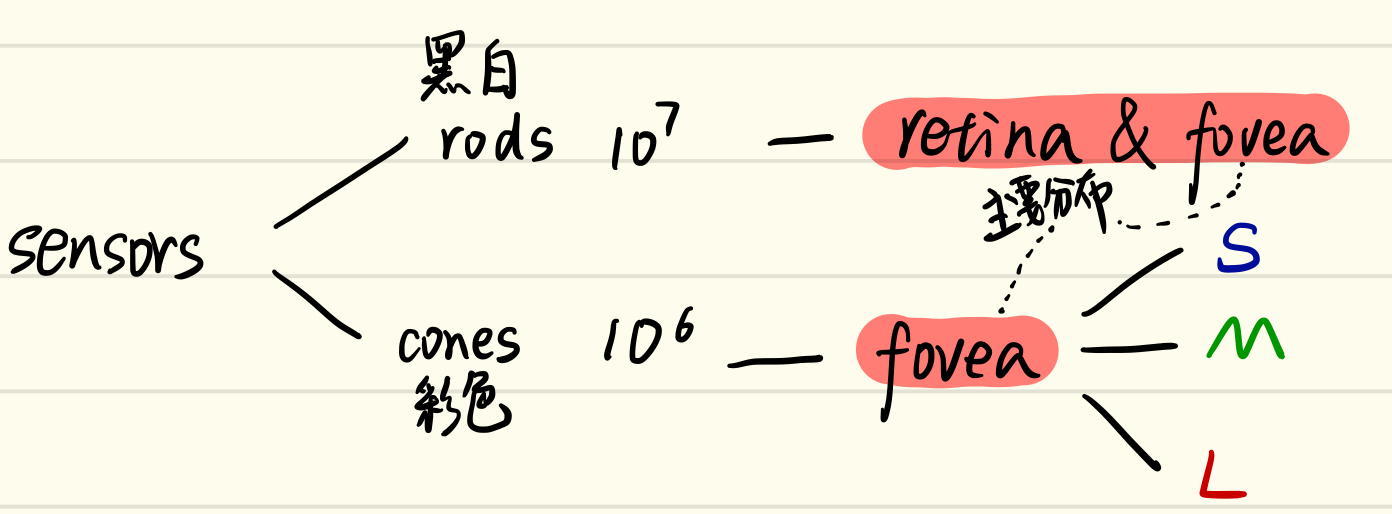 黑白
rods 10⁷ — retina & fovea
主要分布
sensors
S
cones 10⁶ — fovea
M
彩色
L